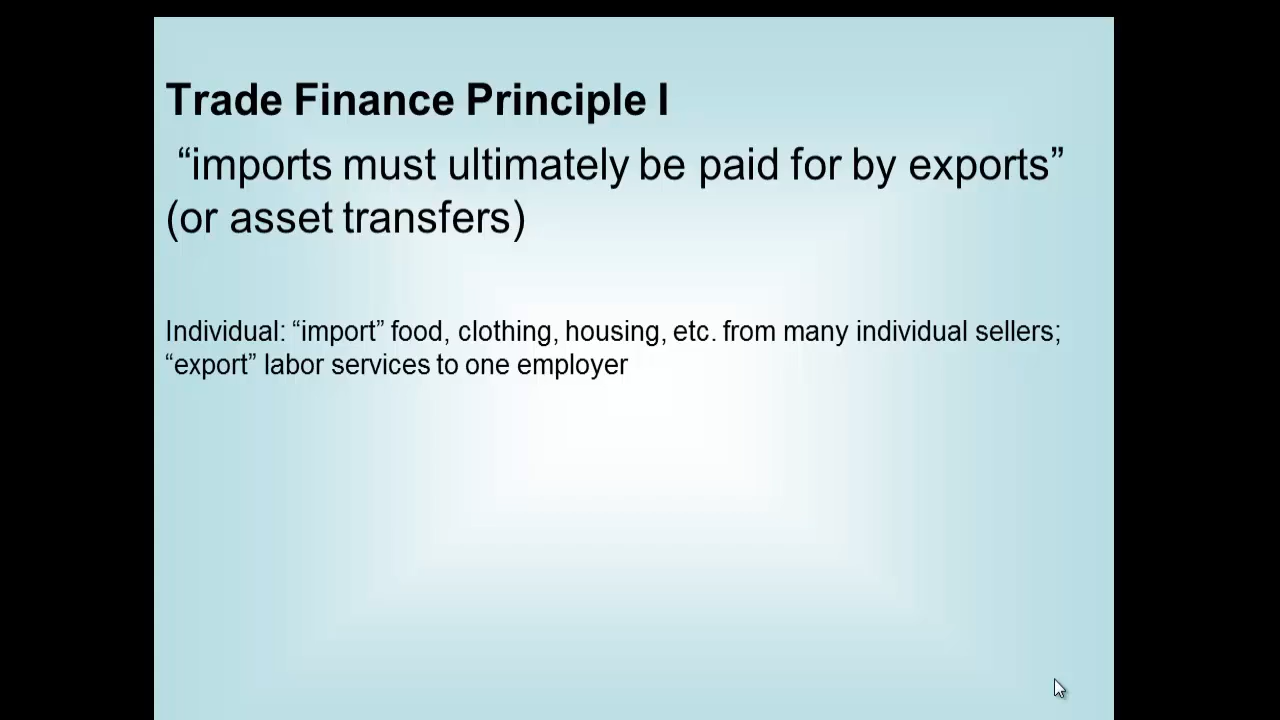 Trade Finance Principle I
“imports must ultimately be paid for by exports”
(or asset transfers)
Individual: “import” food, clothing, housing, etc. from many individual sellers;
“export” labor services to one employer